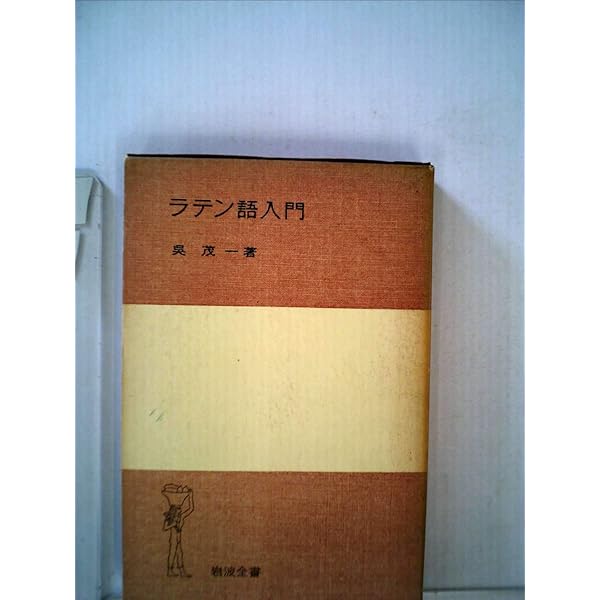 ラテン語入門
呉 茂 一 著
岩波全書